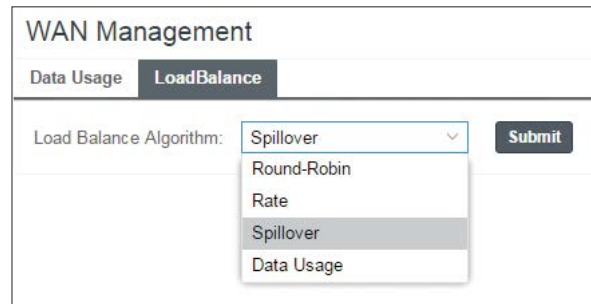 WAN Management
Data Usage LoadBalance
Load Balance Algorithm: Spillover Submit
Round-Robin
Rate
Spillover
Data Usage